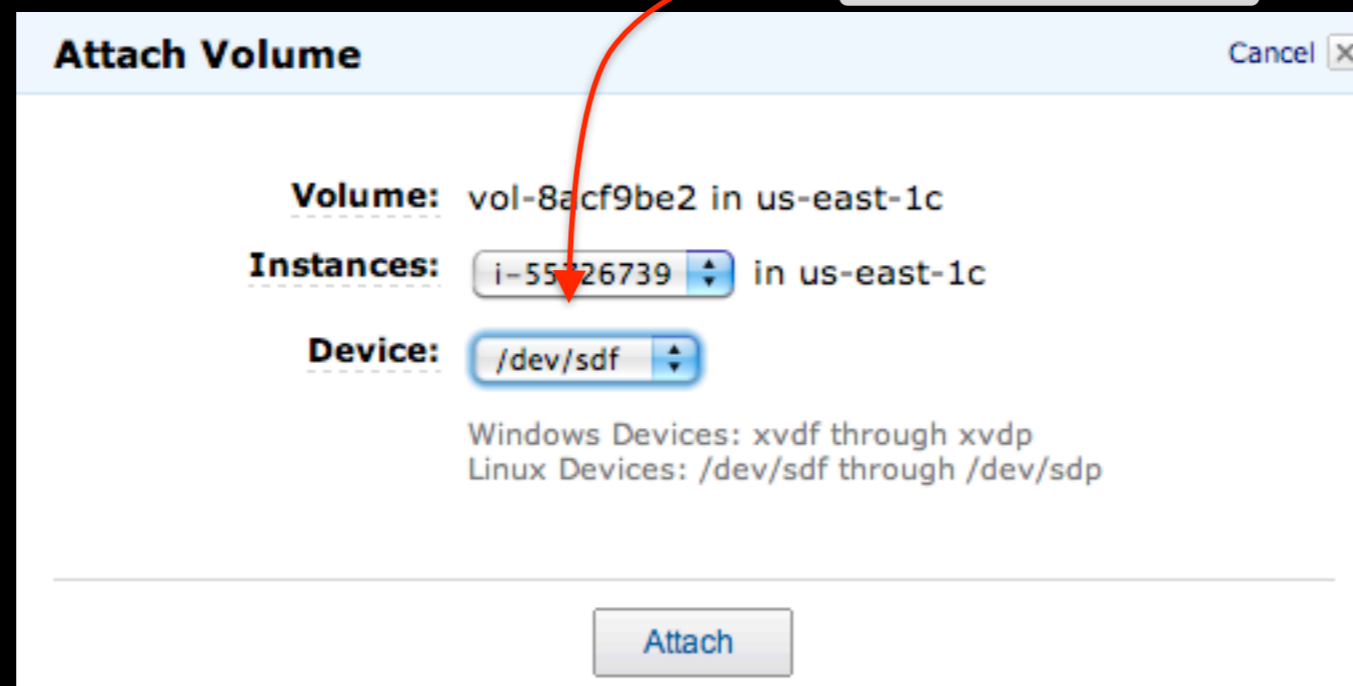 Attach Volume
Cancel
Volume: vol-8acf9be2 in us-east-1c
Instances: i-55726739 in us-east-1c
Device: /dev/sdf
Windows Devices: xvdf through xvdp
Linux Devices: /dev/sdf through /dev/sdp
Attach